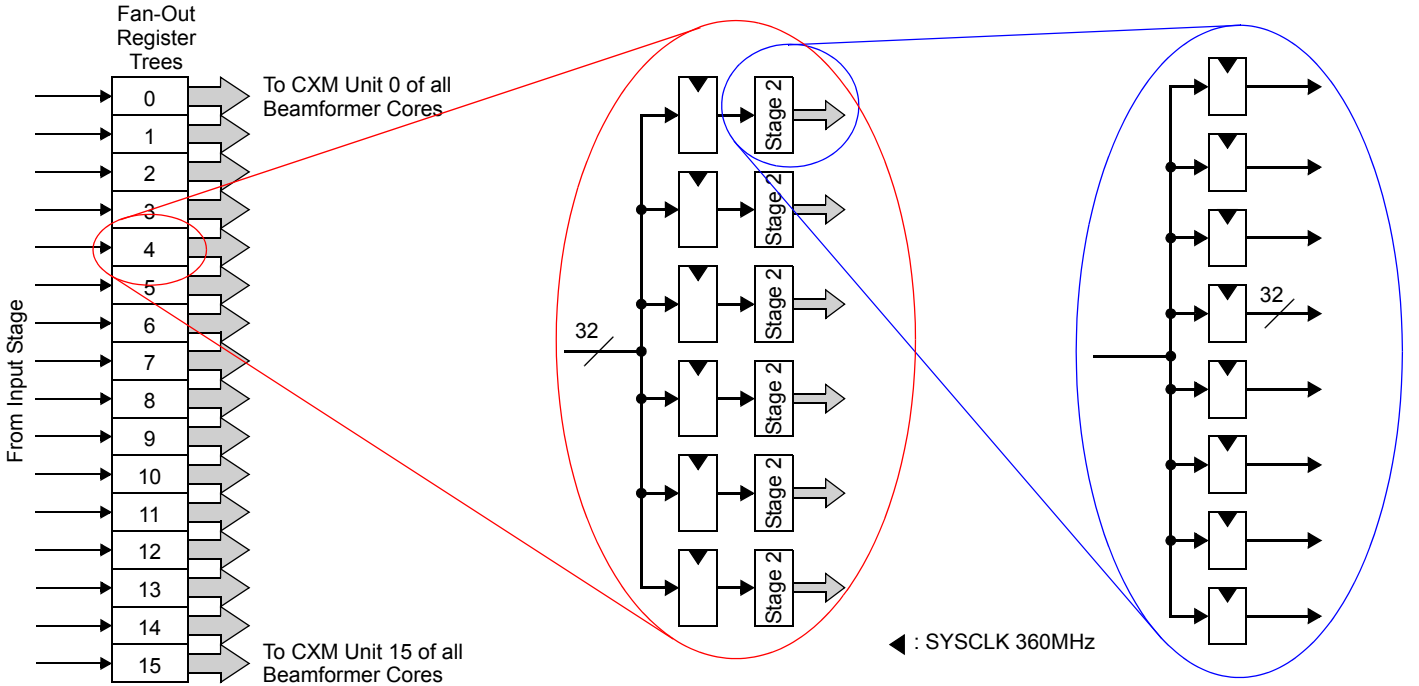 Fan-Out
Register
Trees
To CXM Unit 0 of all
Beamformer Cores
0
1
2
3
4
5
6
7
8
9
10
11
12
13
14
15
From Input Stage
To CXM Unit 15 of all
Beamformer Cores
32
Stage 2
Stage 2
Stage 2
Stage 2
Stage 2
Stage 2
: SYSCLK 360MHz
32